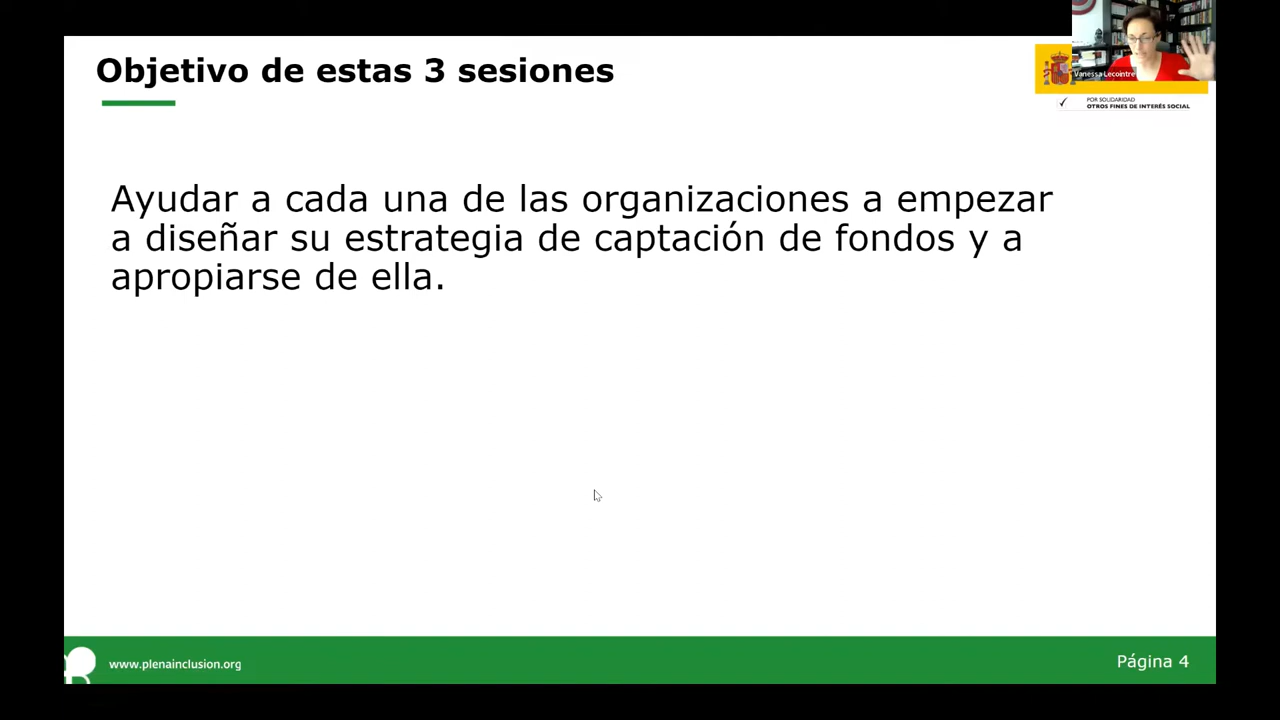 Objetivo de estas 3 sesiones
Vanessa Lecointre
POR SOLIDARIDAD
OTROS FINES DE INTERÉS SOCIAL
Ayudar a cada una de las organizaciones a empezar
a diseñar su estrategia de captación de fondos y a
apropiarse de ella.
www.plenainclusion.org
Página 4